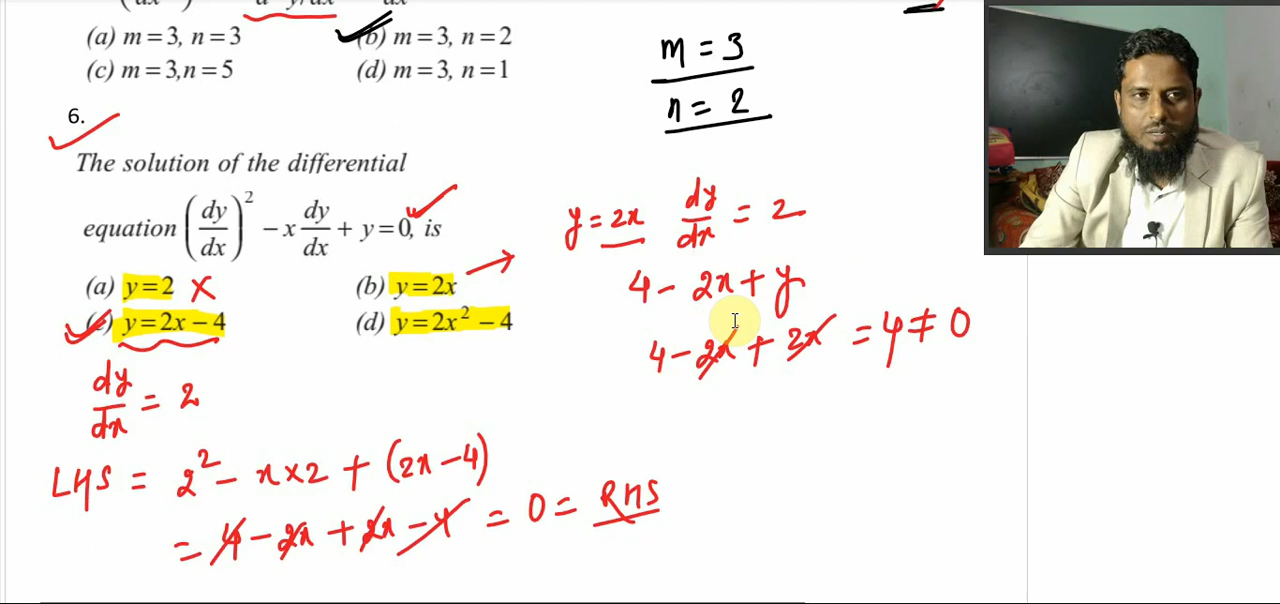 (a) m = 3, n = 3 (b) m = 3, n = 2
(c) m = 3,n = 5 (d) m = 3, n = 1
m = 3
n = 2
6.
The solution of the differential
equation (dy/dx)² − x dy/dx + y = 0, is
(a) y = 2 X (b) y = 2x
y = 2x − 4 (d) y = 2x² − 4
y = 2x dy/dx = 2
4 − 2x + y
4 − 2x + 2x = 4 ≠ 0
dy/dx = 2
LHS = 2² − x × 2 + (2x − 4)
= 4 − 2x + 2x − 4 = 0 = RHS